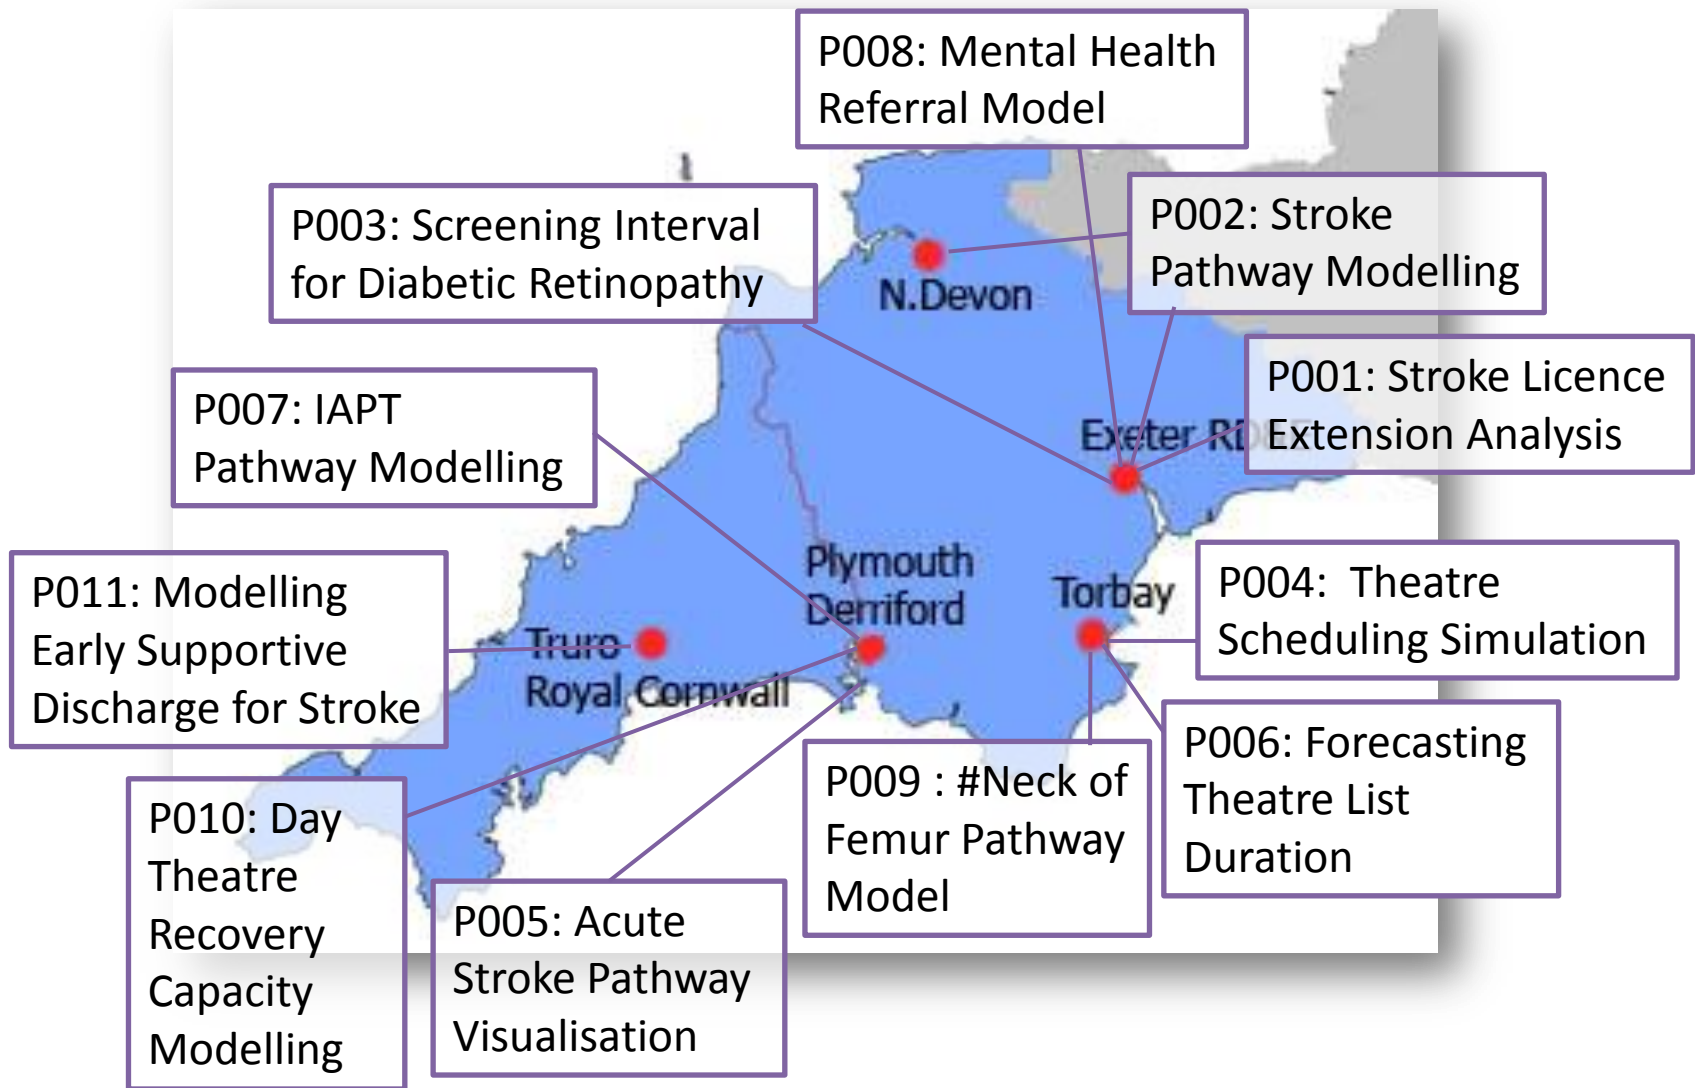 P008: Mental Health
Referral Model
P003: Screening Interval
for Diabetic Retinopathy
P002: Stroke
Pathway Modelling
N.Devon
P001: Stroke Licence
Extension Analysis
Exeter RD&E
P007: IAPT
Pathway Modelling
Plymouth
Derriford
Torbay
P004: Theatre
Scheduling Simulation
P011: Modelling
Early Supportive
Discharge for Stroke
Truro
Royal Cornwall
P006: Forecasting
Theatre List
Duration
P009 : #Neck of
Femur Pathway
Model
P010: Day
Theatre
Recovery
Capacity
Modelling
P005: Acute
Stroke Pathway
Visualisation